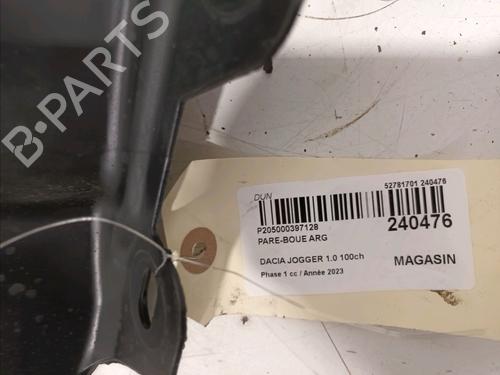 B-PARTS
DUN
52781701 240476
P205000397128
240476
PARE-BOUE ARG
DACIA JOGGER 1.0 100ch
MAGASIN
Phase 1 cc / Année 2023